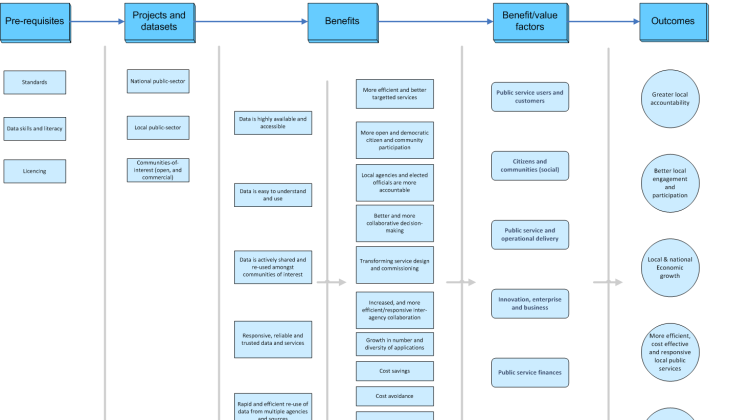 Pre-requisites
Projects and
datasets
Benefits
Benefit/value
factors
Outcomes
Standards
Data skills and literacy
Licencing
National public-sector
Local public-sector
Communities-of-
interest (open, and
commercial)
Data is highly available and
accessible
Data is easy to understand
and use
Data is actively shared and
re-used amongst
communities of interest
Responsive, reliable and
trusted data and services
Rapid and efficient re-use of
data from multiple agencies
and sources
More efficient and better
targetted services
More open and democratic
citizen and community
participation
Local agencies and elected
officials are more
accountable
Better and more
collaborative decision-
making
Transforming service design
and commissioning
Increased, and more
efficient/responsive inter-
agency collaboration
Growth in number and
diversity of applications
Cost savings
Cost avoidance
Public service users and
customers
Citizens and
communities (social)
Public service and
operational delivery
Innovation, enterprise
and business
Public service finances
Greater local
accountability
Better local
engagement
and
participation
Local & national
Economic
growth
More efficient,
cost effective
and responsive
local public
services